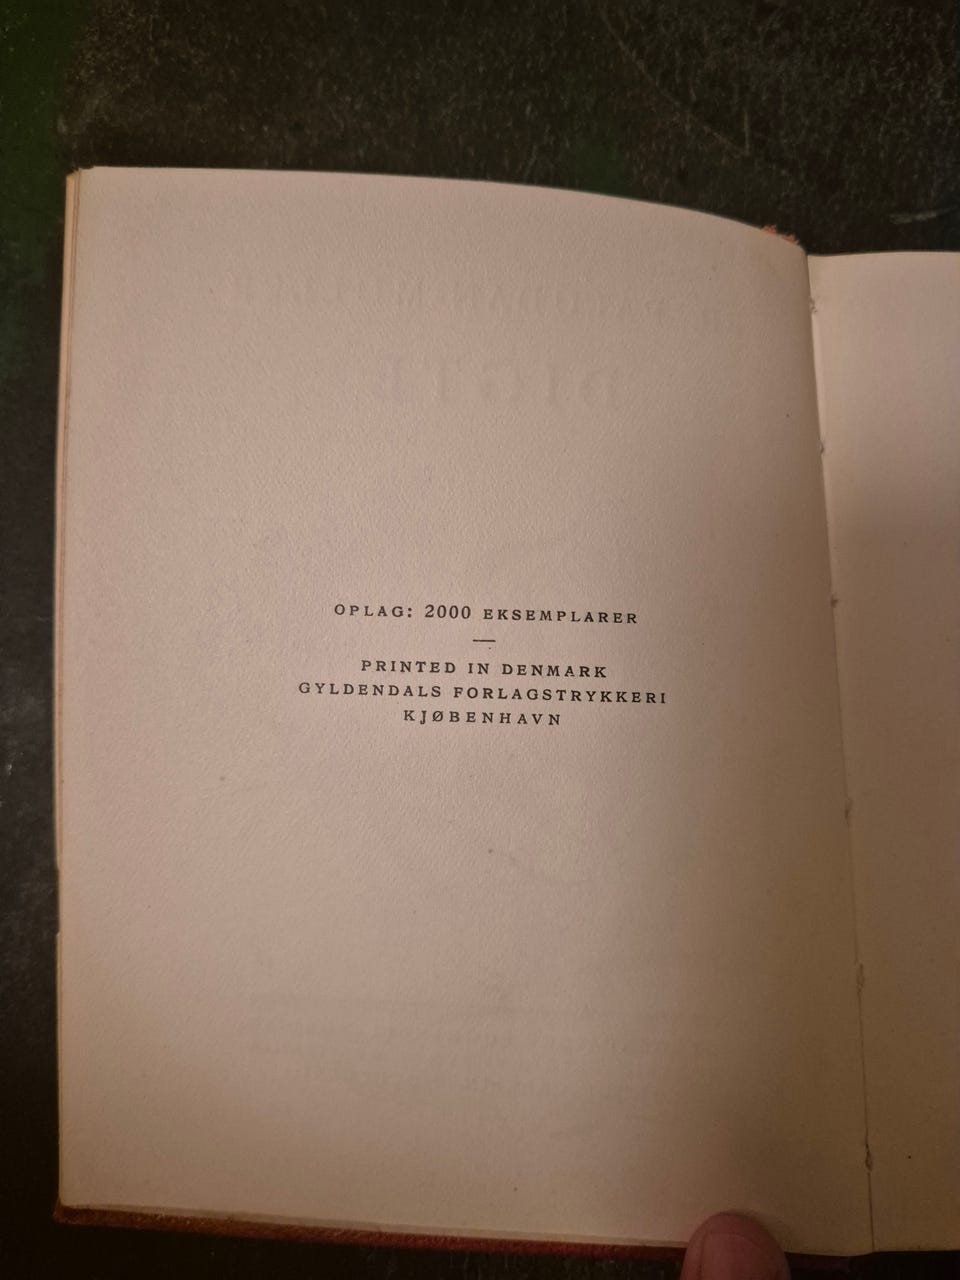 OPLAG: 2000 EKSEMPLARER
PRINTED IN DENMARK
GYLDENDALS FORLAGSTRYKKERI
KJØBENHAVN